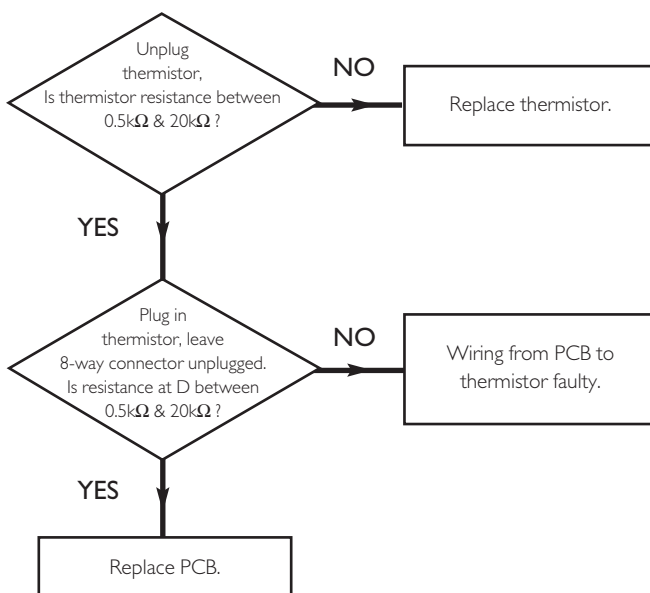 Unplug
thermistor,
Is thermistor resistance between
0.5kΩ & 20kΩ ?
NO
Replace thermistor.
YES
Plug in
thermistor, leave
8-way connector unplugged.
Is resistance at D between
0.5kΩ & 20kΩ ?
NO
Wiring from PCB to
thermistor faulty.
YES
Replace PCB.